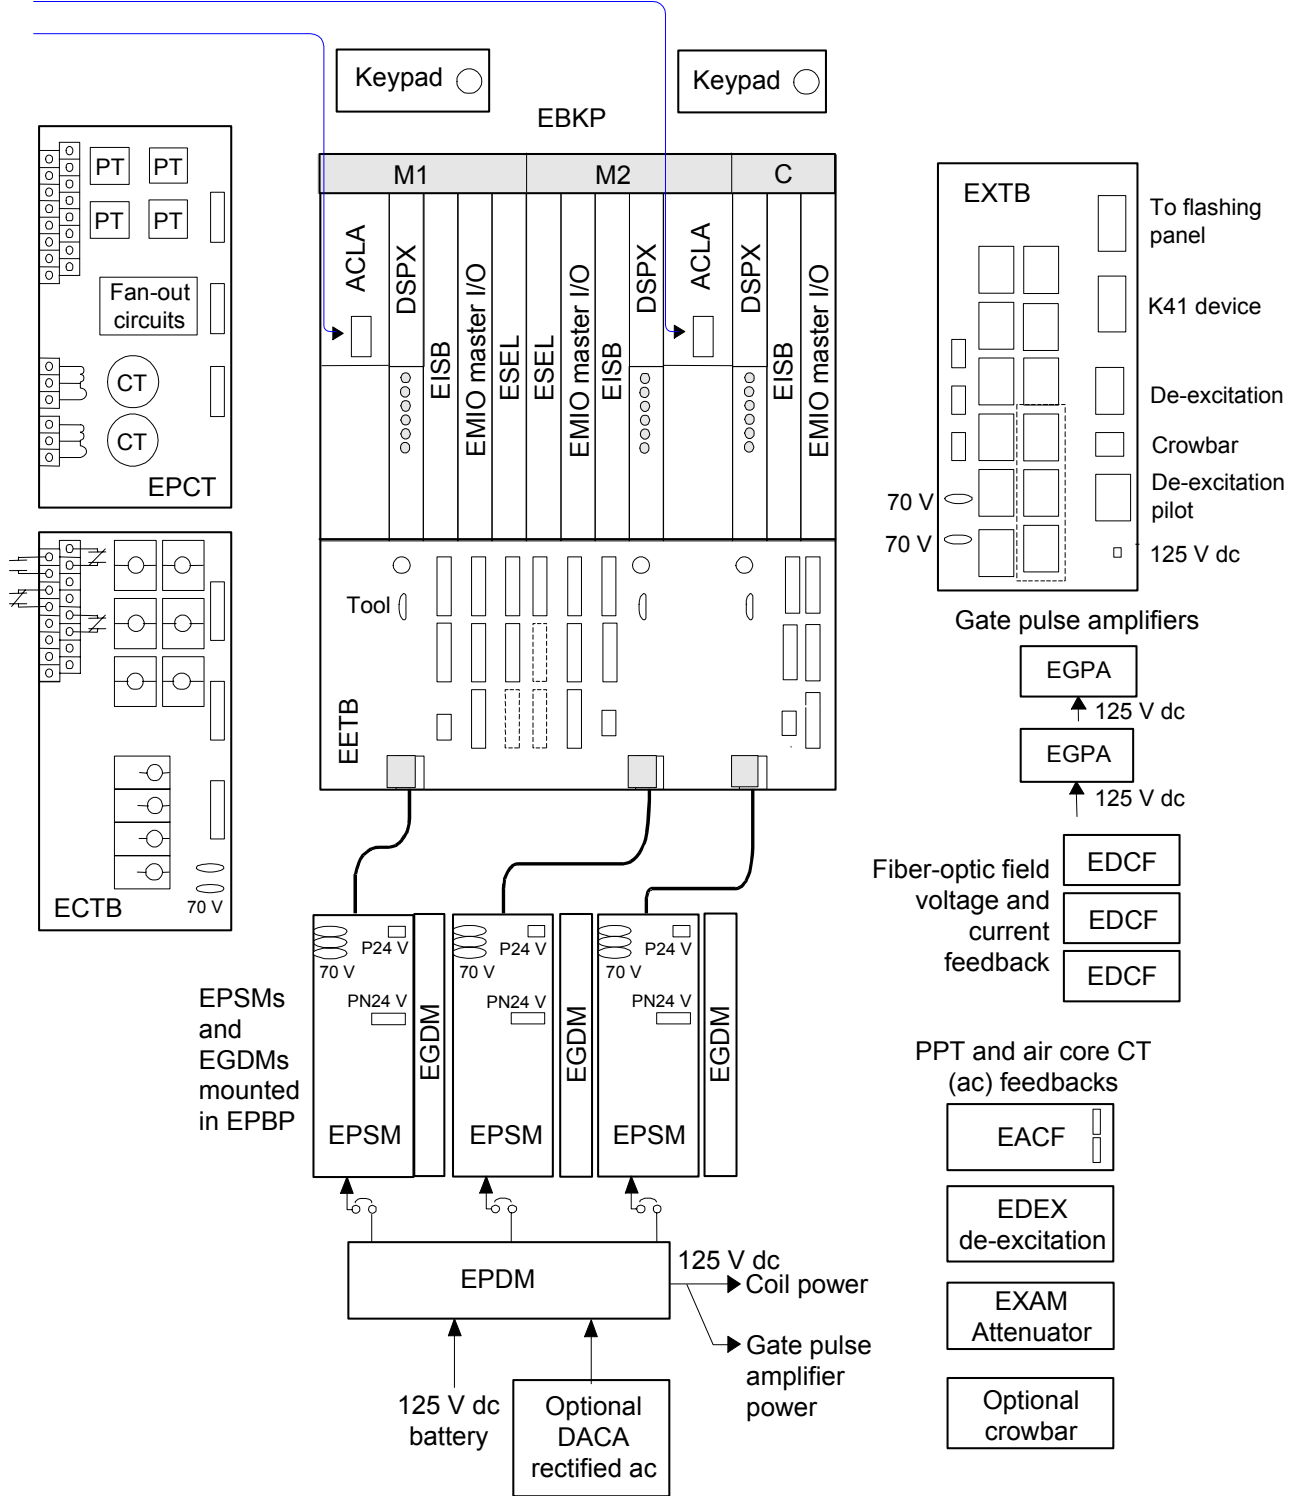 Keypad
Keypad
EBKP
M1
M2
C
ACLA
DSPX
EISB
EMIO master I/O
ESEL
ESEL
EMIO master I/O
EISB
DSPX
ACLA
DSPX
EISB
EMIO master I/O
PT
PT
PT
PT
Fan-out
circuits
CT
CT
EPCT
EXTB
To flashing
panel
K41 device
De-excitation
Crowbar
De-excitation
pilot
70 V
70 V
125 V dc
Tool
EETB
ECTB
70 V
Gate pulse amplifiers
EGPA
125 V dc
EGPA
125 V dc
Fiber-optic field
voltage and
current
feedback
EDCF
EDCF
EDCF
EPSMs
and
EGDMs
mounted
in EPBP
P24 V
70 V
PN24 V
EPSM
EGDM
P24 V
70 V
PN24 V
EPSM
EGDM
P24 V
70 V
PN24 V
EPSM
EGDM
PPT and air core CT
(ac) feedbacks
EACF
EDEX
de-excitation
EXAM
Attenuator
Optional
crowbar
EPDM
125 V dc
Coil power
Gate pulse
amplifier
power
125 V dc
battery
Optional
DACA
rectified ac